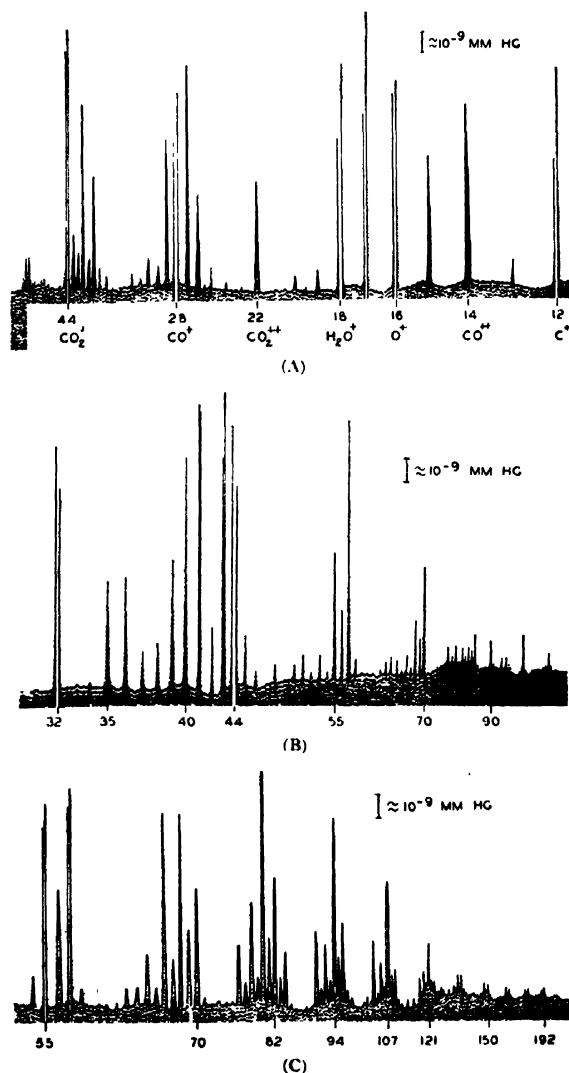 ≈10⁻⁹ MM HG
44 28 22 18 16 14 12
CO₂⁺ CO⁺ CO₂⁺⁺ H₂O⁺ O⁺ CO⁺⁺ C⁺
(A)
≈10⁻⁹ MM HG
32 35 40 44 55 70 90
(B)
≈10⁻⁹ MM HG
55 70 82 94 107 121 150 192
(C)